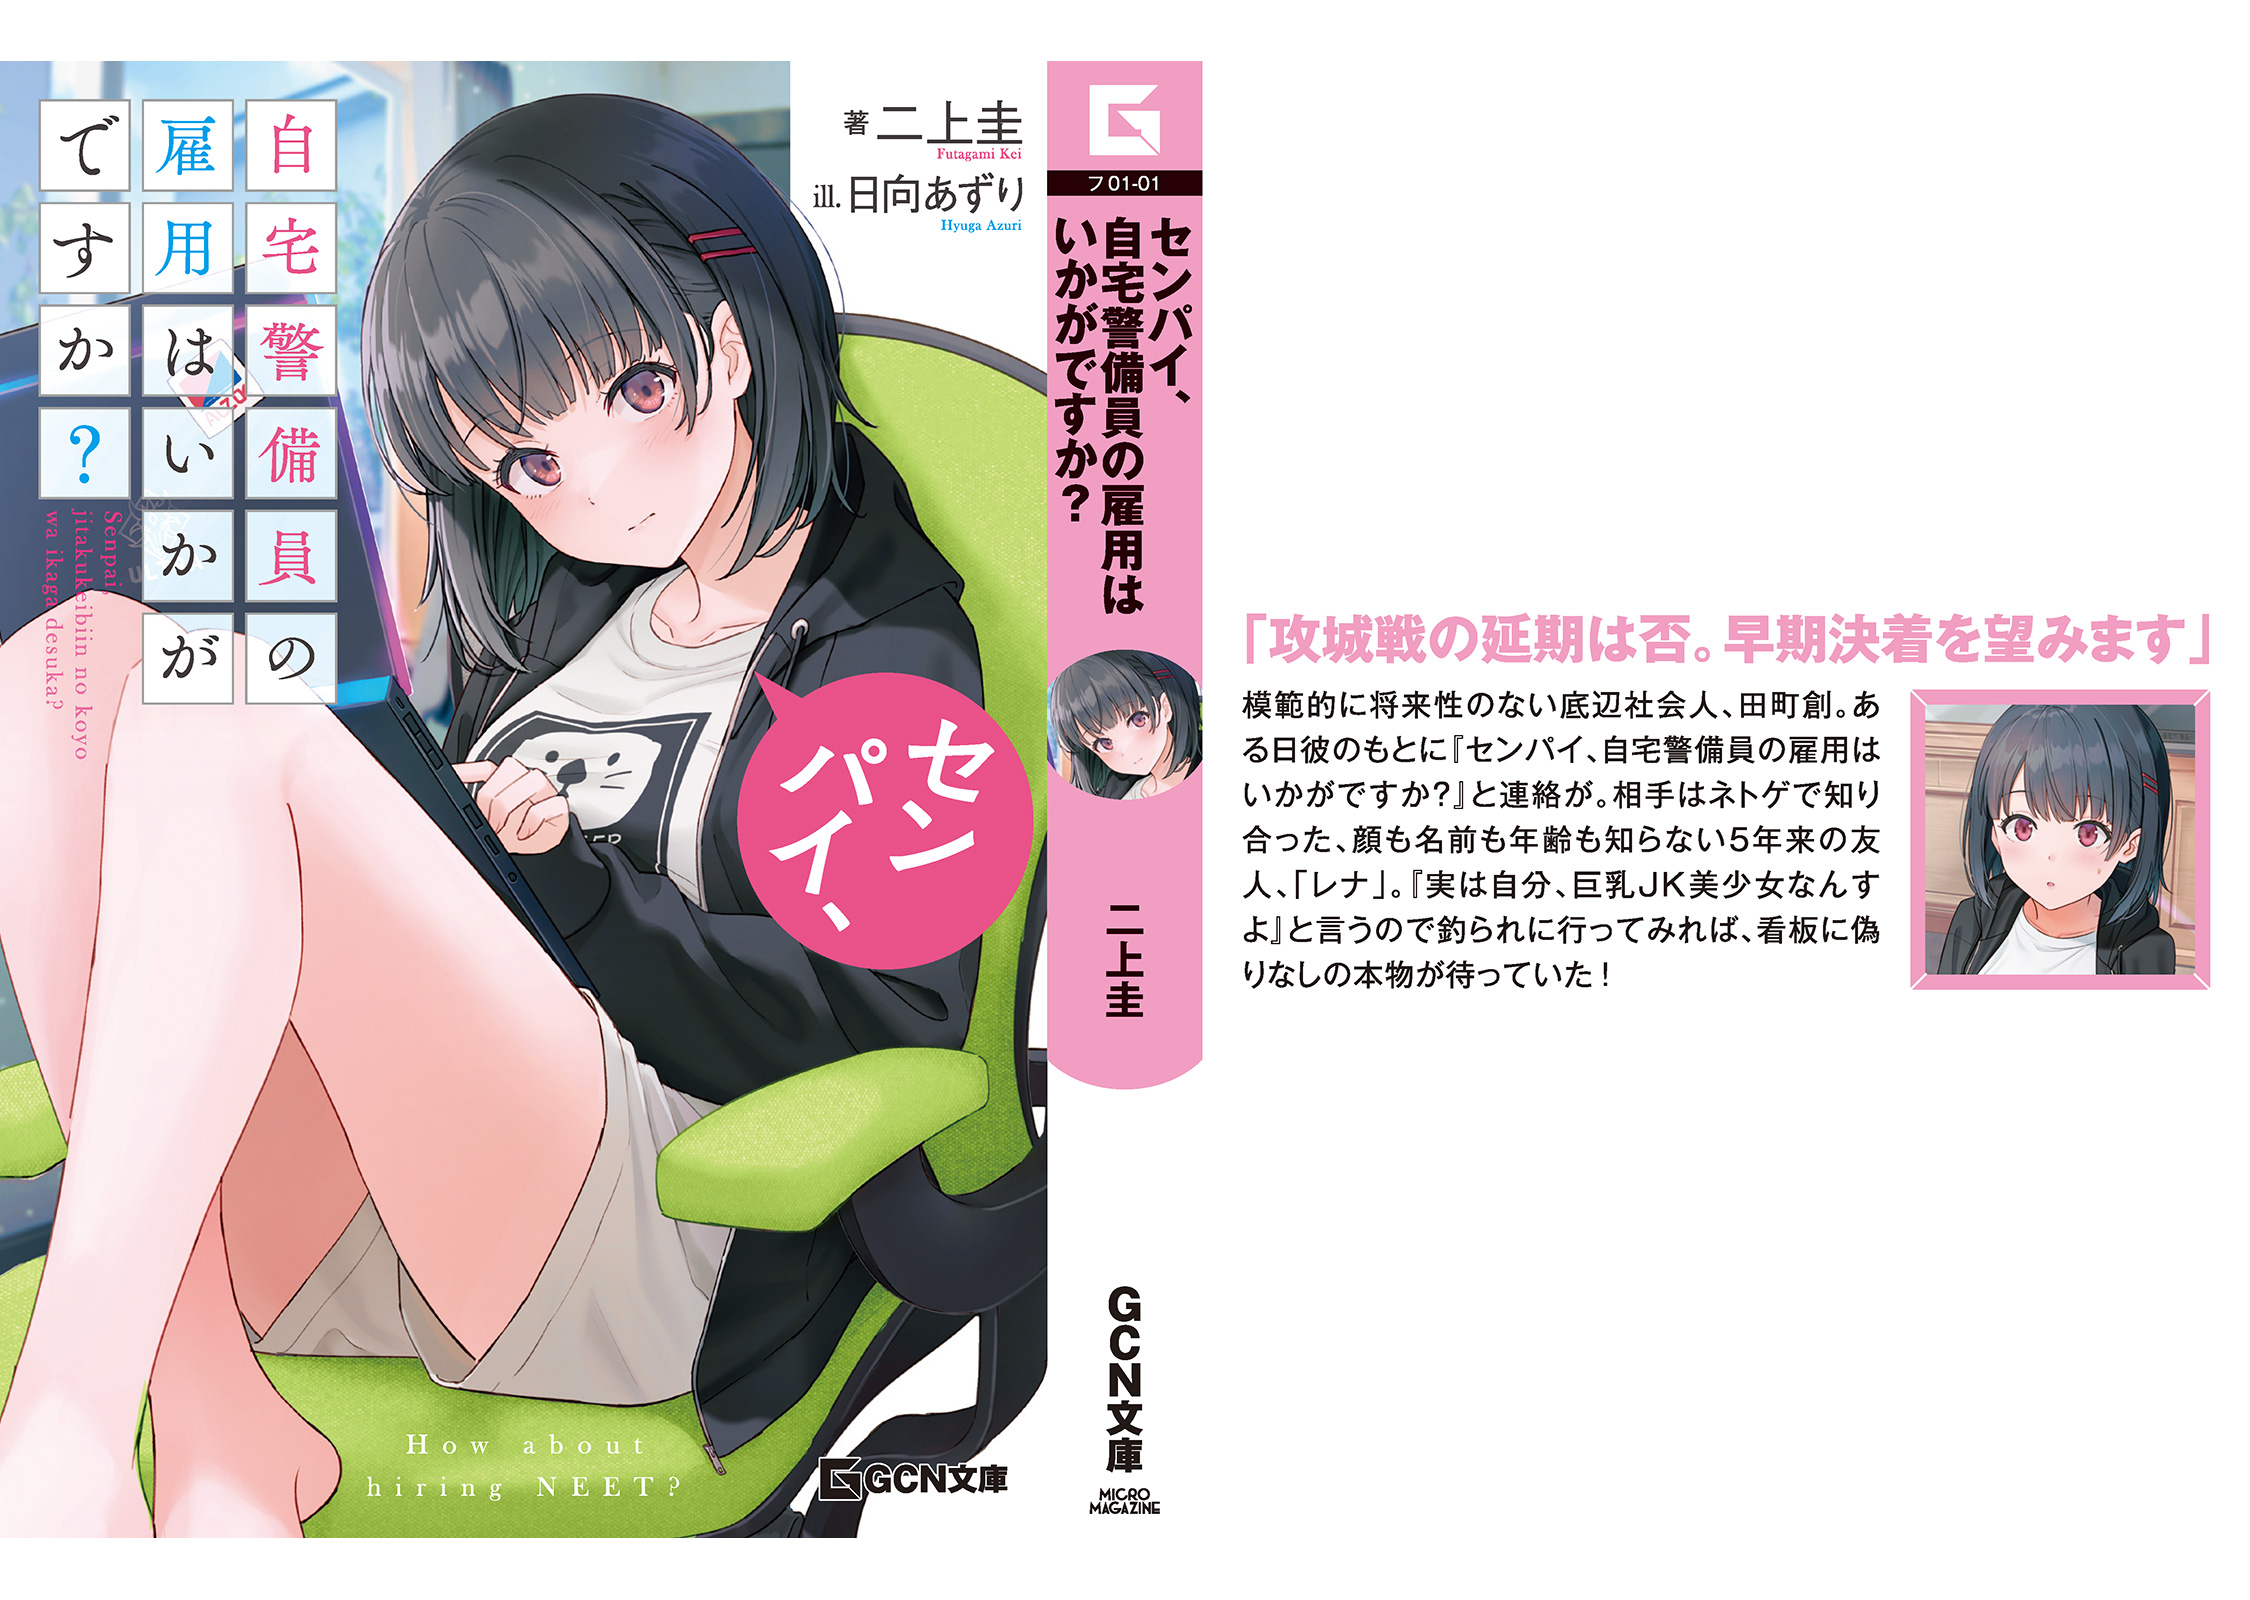 センパイ、
自宅警備員の
雇用はいかが
ですか?
Senpai,
jitakukeibiin no koyo
wa ikagadesuka?
著 二上圭
Futagami Kei
ill. 日向あずり
Hyuga Azuri
How about
hiring NEET?
GCN文庫
フ01-01
センパイ、
自宅警備員の雇用は
いかがですか?
二上圭
GCN文庫
MICRO
MAGAZINE
「攻城戦の延期は否。早期決着を望みます」
模範的に将来性のない底辺社会人、田町創。あ
る日彼のもとに『センパイ、自宅警備員の雇用は
いかがですか?』と連絡が。相手はネトゲで知り
合った、顔も名前も年齢も知らない5年来の友
人、「レナ」。『実は自分、巨乳JK美少女なんす
よ』と言うので釣られに行ってみれば、看板に偽
りなしの本物が待っていた!